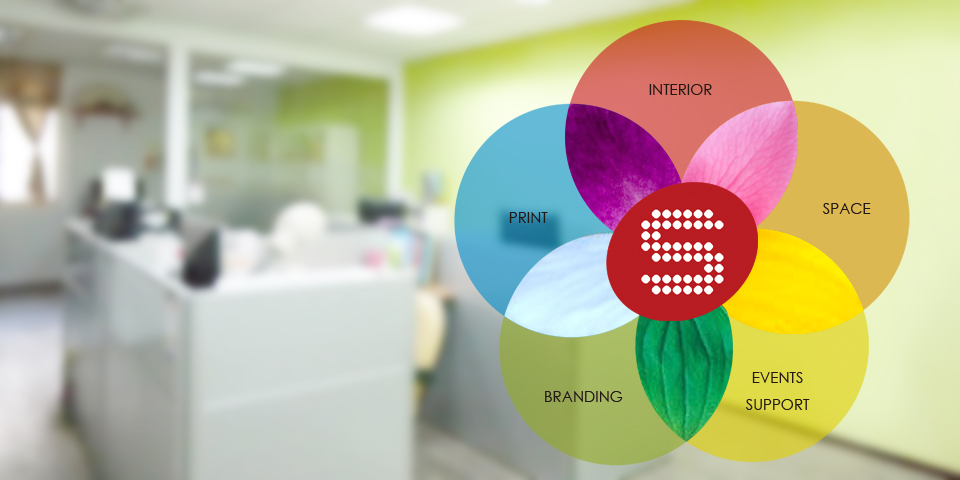 INTERIOR
SPACE
PRINT
S
BRANDING
EVENTS
SUPPORT